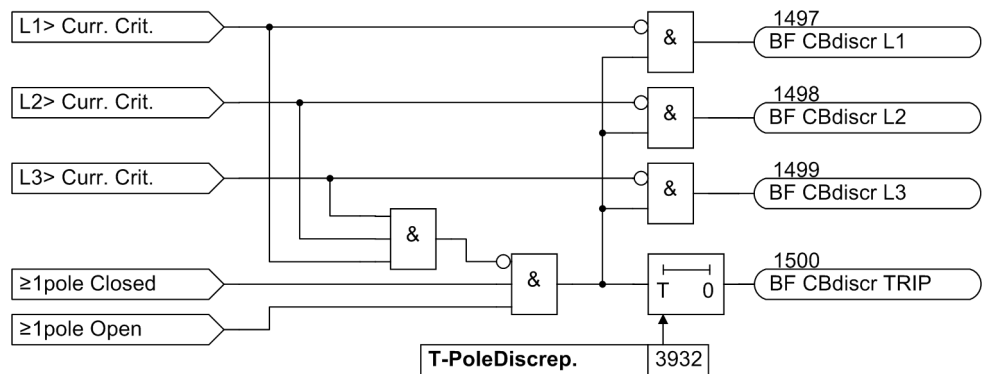 L1> Curr. Crit.
&
1497
BF CBdiscr L1
L2> Curr. Crit.
&
1498
BF CBdiscr L2
L3> Curr. Crit.
&
1499
BF CBdiscr L3
&
≥1pole Closed
&
T 0
1500
BF CBdiscr TRIP
≥1pole Open
T-PoleDiscrep. 3932